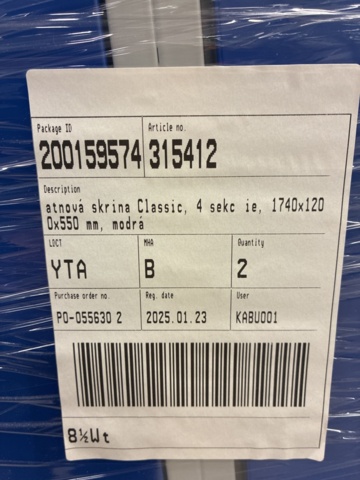 Package ID Article no.
200159574 315412
Description
atnová skrina Classic, 4 sekc ie, 1740x120
0x550 mm, modrá
LOCT MHA Quantity
YTA B 2
Purchase order no. Reg. date User
PO-055630 2 2025.01.23 KABU001
8½Wt